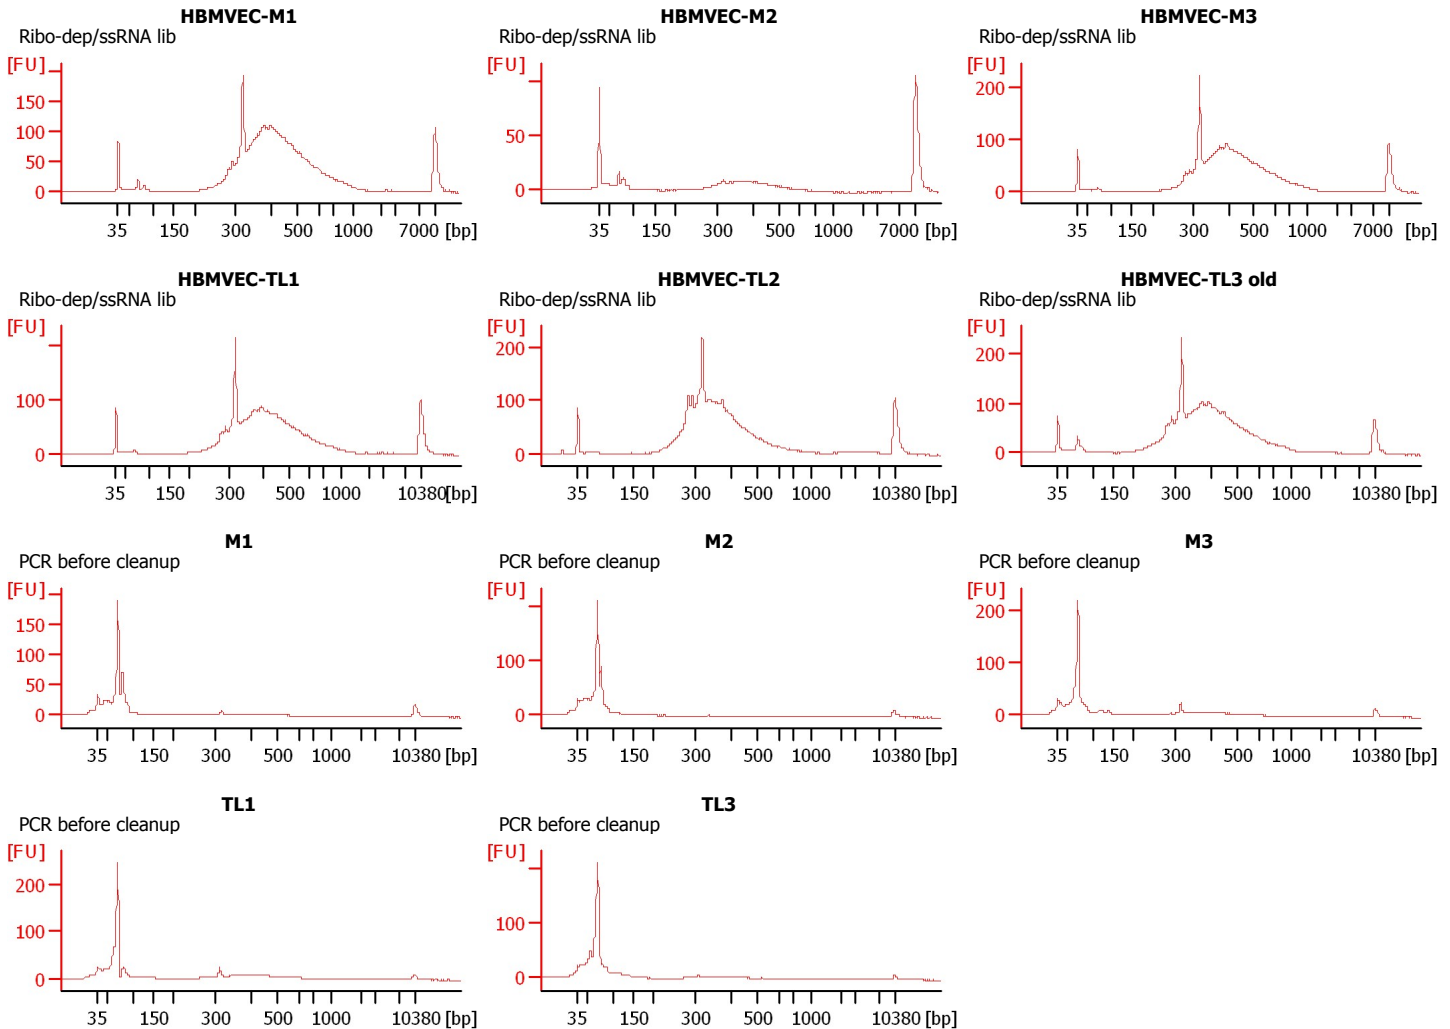 HBMVEC-M1
Ribo-dep/ssRNA lib
[FU]
150
100
50
0
35 150 300 500 1000 7000 [bp]
HBMVEC-M2
Ribo-dep/ssRNA lib
[FU]
50
0
35 150 300 500 1000 7000 [bp]
HBMVEC-M3
Ribo-dep/ssRNA lib
[FU]
200
100
0
35 150 300 500 1000 7000 [bp]
HBMVEC-TL1
Ribo-dep/ssRNA lib
[FU]
100
0
35 150 300 500 1000 10380 [bp]
HBMVEC-TL2
Ribo-dep/ssRNA lib
[FU]
200
100
0
35 150 300 500 1000 10380 [bp]
HBMVEC-TL3 old
Ribo-dep/ssRNA lib
[FU]
200
100
0
35 150 300 500 1000 10380 [bp]
M1
PCR before cleanup
[FU]
150
100
50
0
35 150 300 500 1000 10380 [bp]
M2
PCR before cleanup
[FU]
100
0
35 150 300 500 1000 10380 [bp]
M3
PCR before cleanup
[FU]
200
100
0
35 150 300 500 1000 10380 [bp]
TL1
PCR before cleanup
[FU]
200
100
0
35 150 300 500 1000 10380 [bp]
TL3
PCR before cleanup
[FU]
100
0
35 150 300 500 1000 10380 [bp]